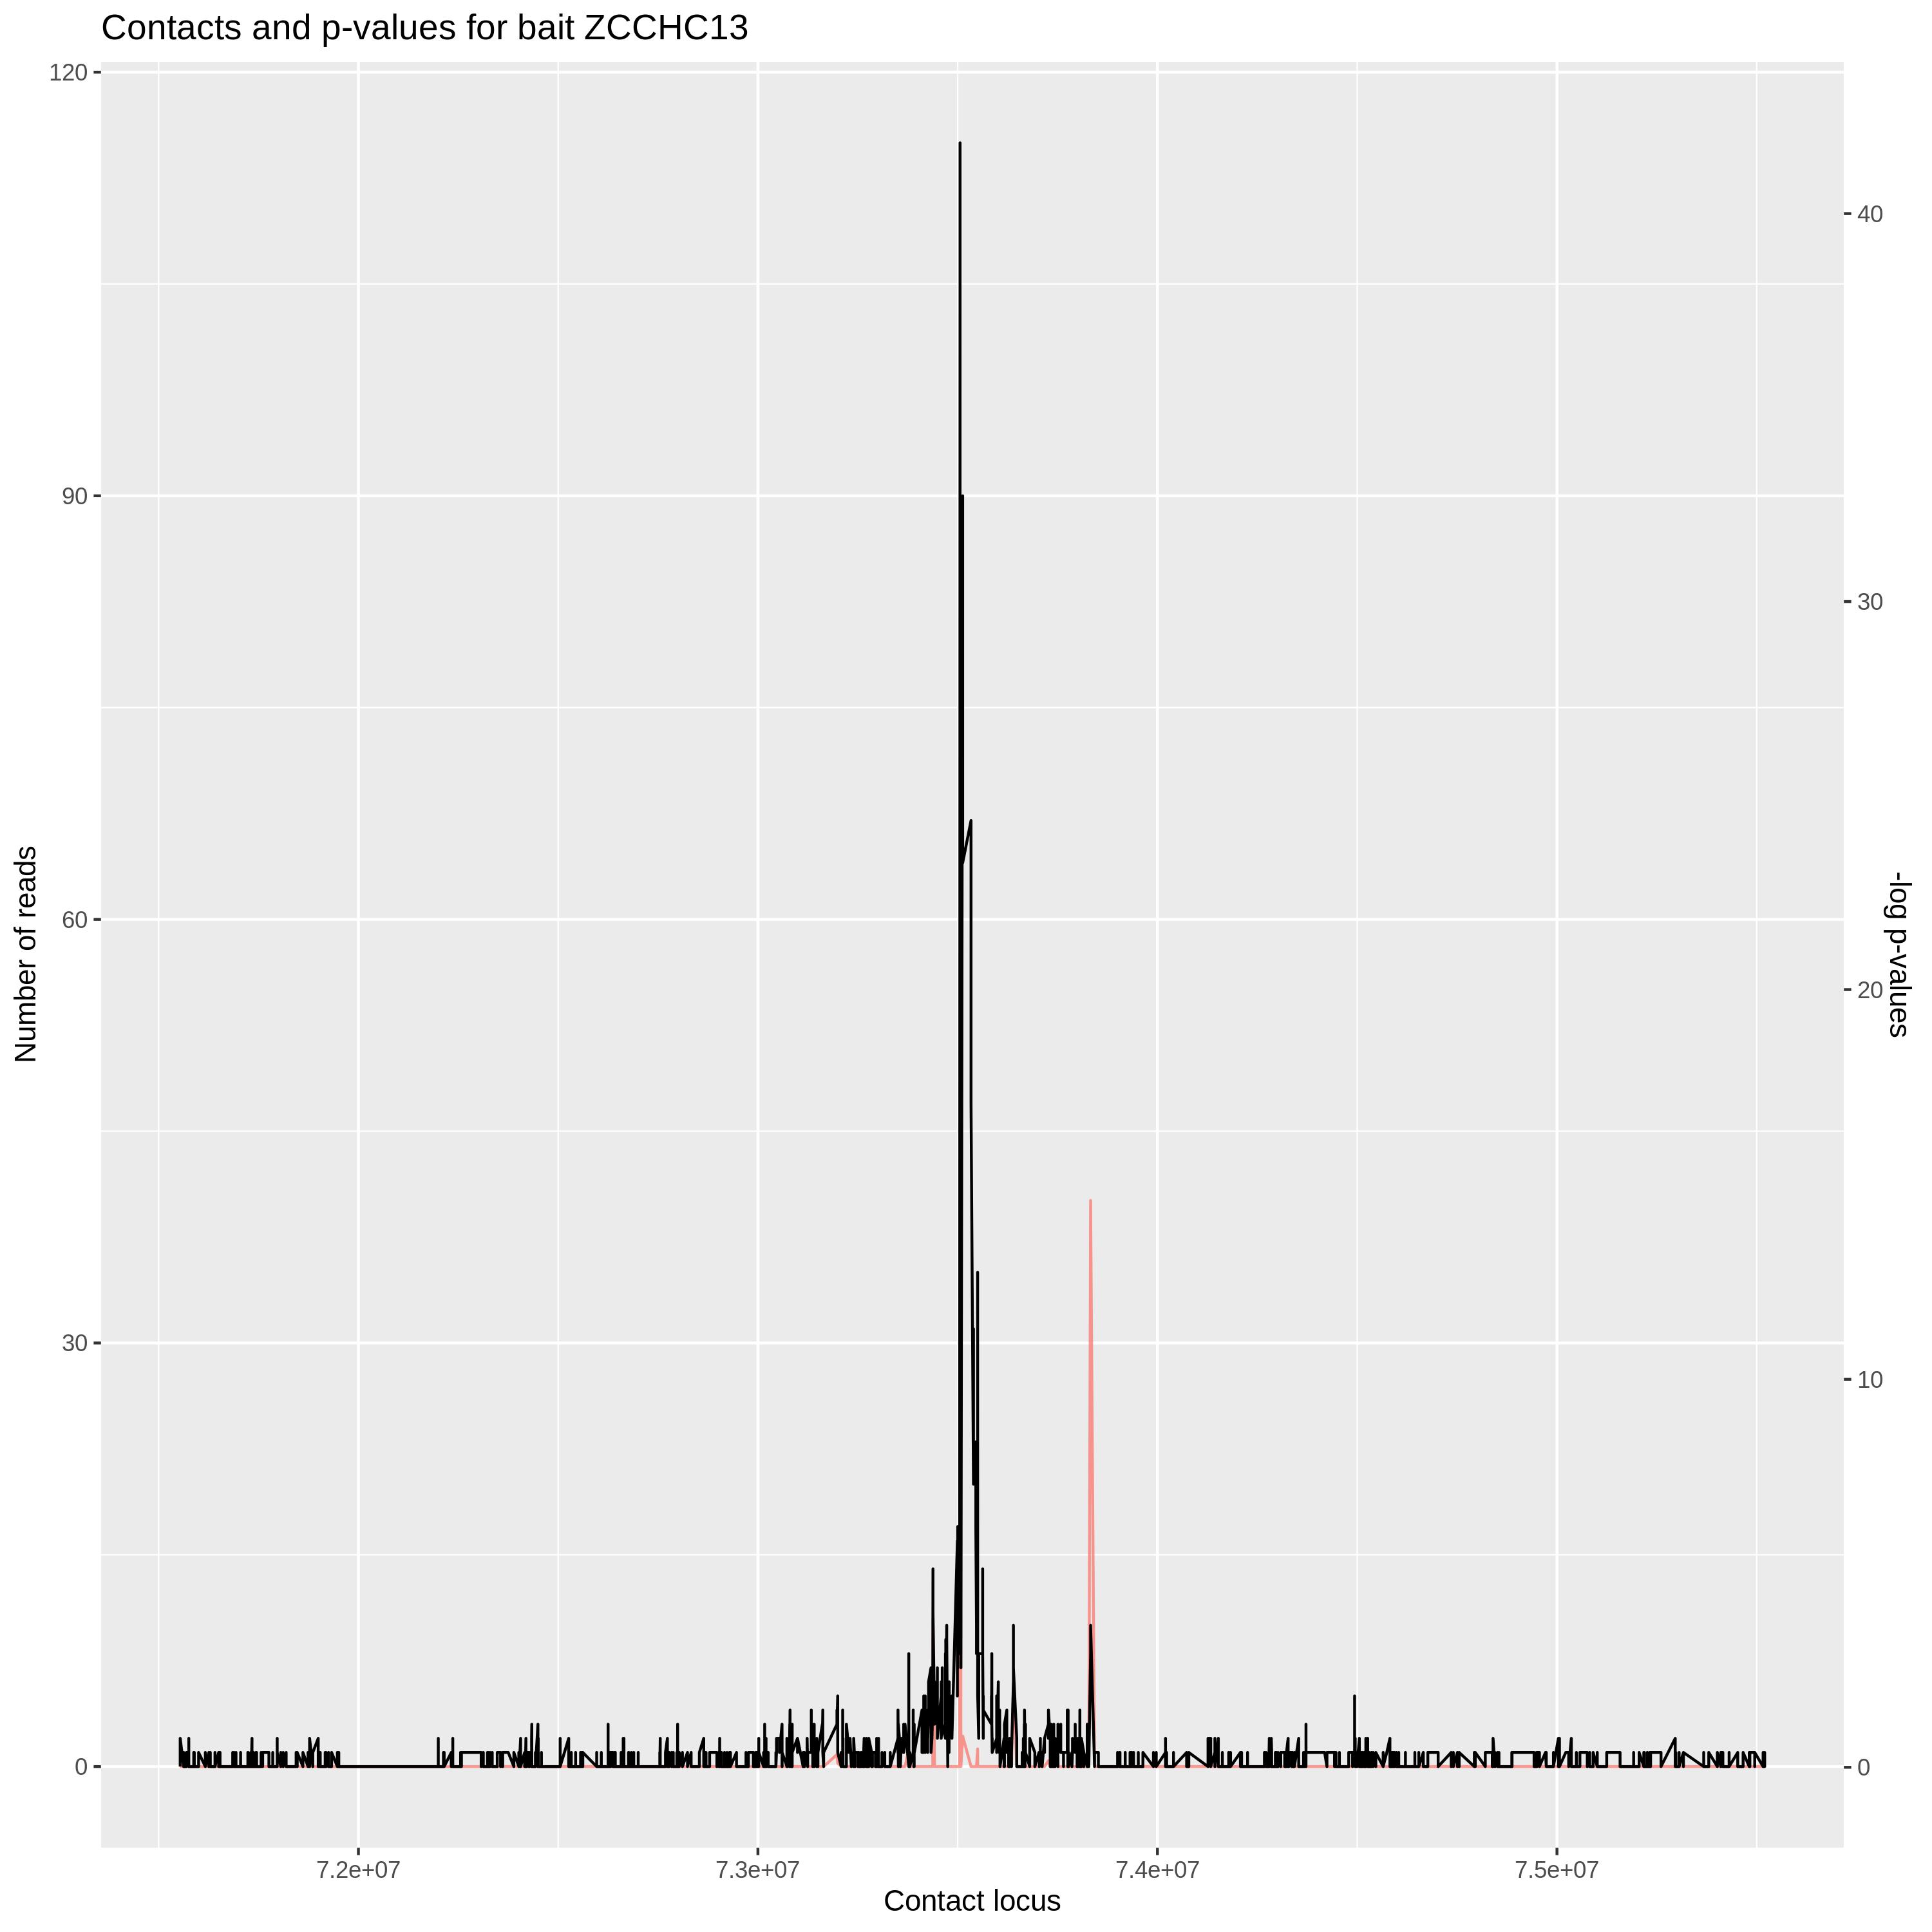 Contacts and p-values for bait ZCCHC13
120
90
60
30
0
Number of reads
40
30
20
10
0
-log p-values
7.2e+07
7.3e+07
7.4e+07
7.5e+07
Contact locus